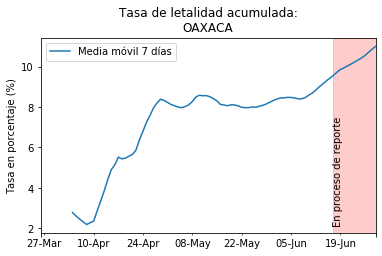 Tasa de letalidad acumulada:
OAXACA
Media móvil 7 días
Tasa en porcentaje (%)
10
8
6
4
2
En proceso de reporte
27-Mar 10-Apr 24-Apr 08-May 22-May 05-Jun 19-Jun